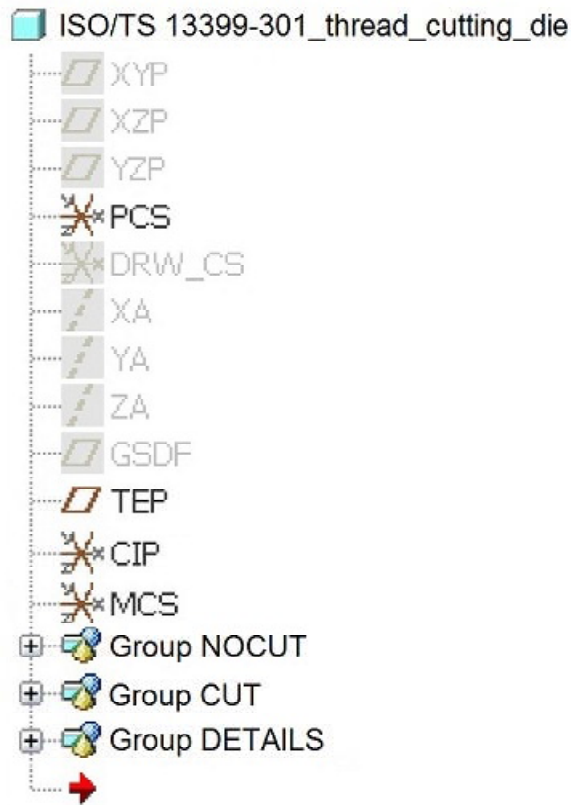 ISO/TS 13399-301_thread_cutting_die
XYP
XZP
YZP
PCS
DRW_CS
XA
YA
ZA
GSDF
TEP
CIP
MCS
Group NOCUT
Group CUT
Group DETAILS